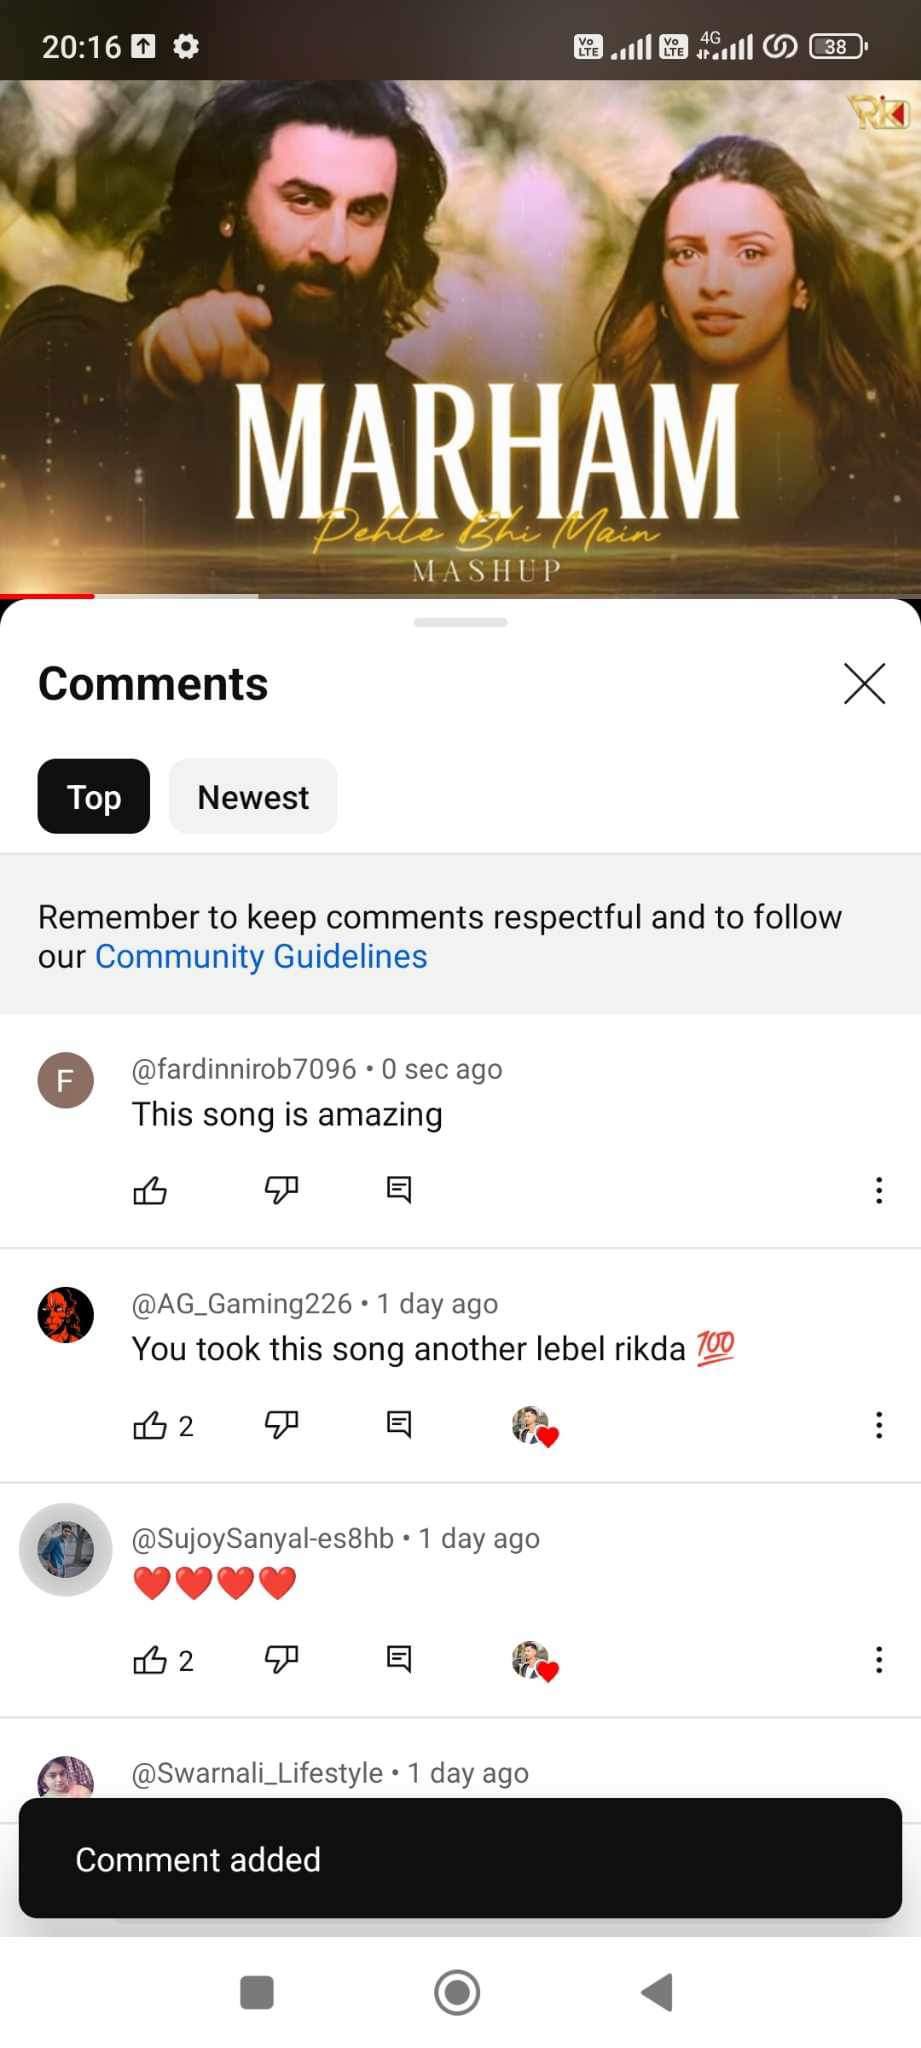 20:16
Vo
LTE
Vo
LTE
4G
38
RK
MARHAM
Pehle Bhi Main
MASHUP
Comments
Top
Newest
Remember to keep comments respectful and to follow
our Community Guidelines
F
@fardinnirob7096 • 0 sec ago
This song is amazing
@AG_Gaming226 • 1 day ago
You took this song another lebel rikda 💯
2
@SujoySanyal-es8hb • 1 day ago
❤️❤️❤️❤️
2
@Swarnali_Lifestyle • 1 day ago
Comment added